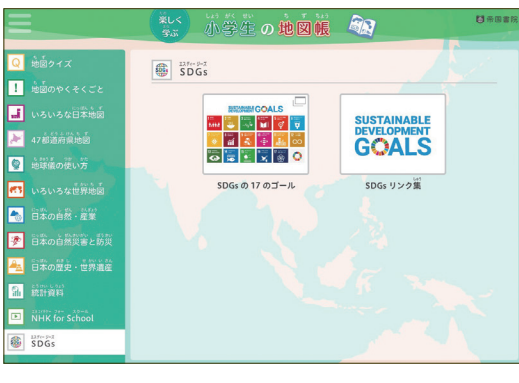 楽しく
学ぶ
小学生の地図帳
帝国書院
地図クイズ
地図のやくそくごと
いろいろな日本地図
47都道府県地図
地球儀の使い方
いろいろな世界地図
日本の自然・産業
日本の自然災害と防災
日本の歴史・世界遺産
統計資料
NHK for School
SDGs
SDGs
SUSTAINABLE DEVELOPMENT GOALS
SDGsの17のゴール
SUSTAINABLE
DEVELOPMENT
GOALS
SDGsリンク集